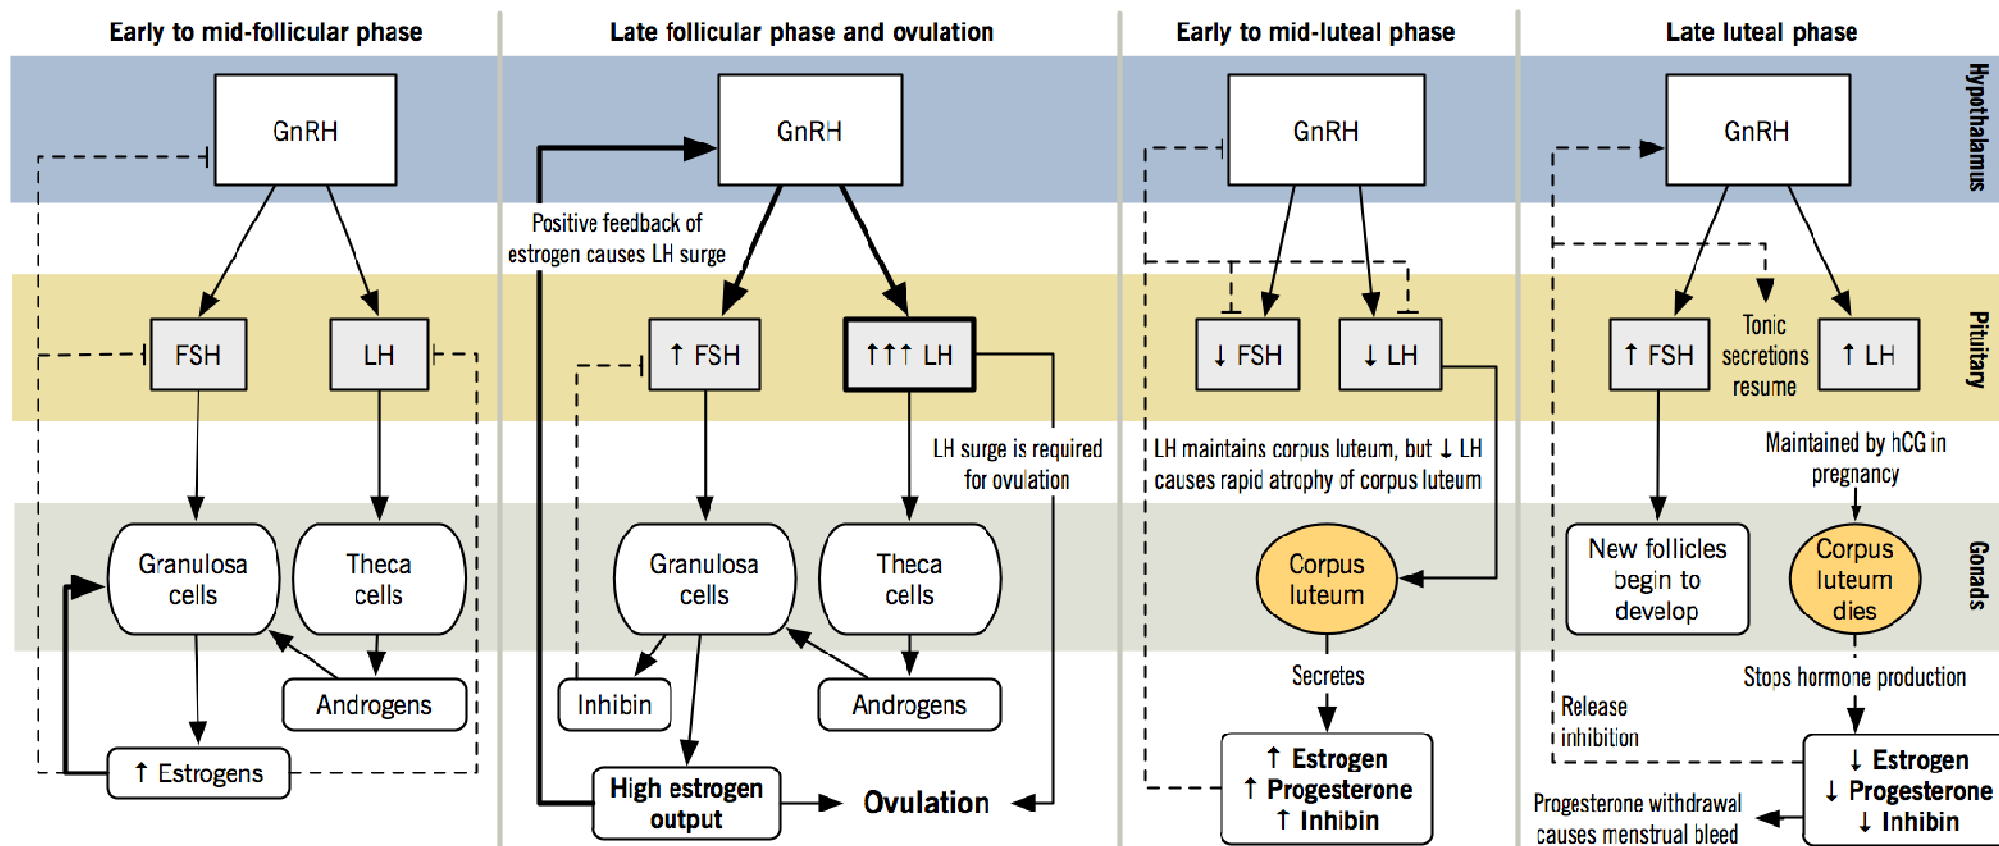 Early to mid-follicular phase
GnRH
FSH
LH
Granulosa
cells
Theca
cells
Androgens
↑ Estrogens
Late follicular phase and ovulation
GnRH
Positive feedback of
estrogen causes LH surge
↑ FSH
↑↑↑ LH
LH surge is required
for ovulation
Granulosa
cells
Theca
cells
Inhibin
Androgens
High estrogen
output
Ovulation
Early to mid-luteal phase
GnRH
↓ FSH
↓ LH
LH maintains corpus luteum, but ↓ LH
causes rapid atrophy of corpus luteum
Corpus
luteum
Secretes
↑ Estrogen
↑ Progesterone
↑ Inhibin
Late luteal phase
GnRH
↑ FSH
Tonic
secretions
resume
↑ LH
Maintained by hCG in
pregnancy
New follicles
begin to
develop
Corpus
luteum
dies
Stops hormone production
Release
inhibition
↓ Estrogen
↓ Progesterone
↓ Inhibin
Progesterone withdrawal
causes menstrual bleed
Hypothalamus
Pituitary
Gonads